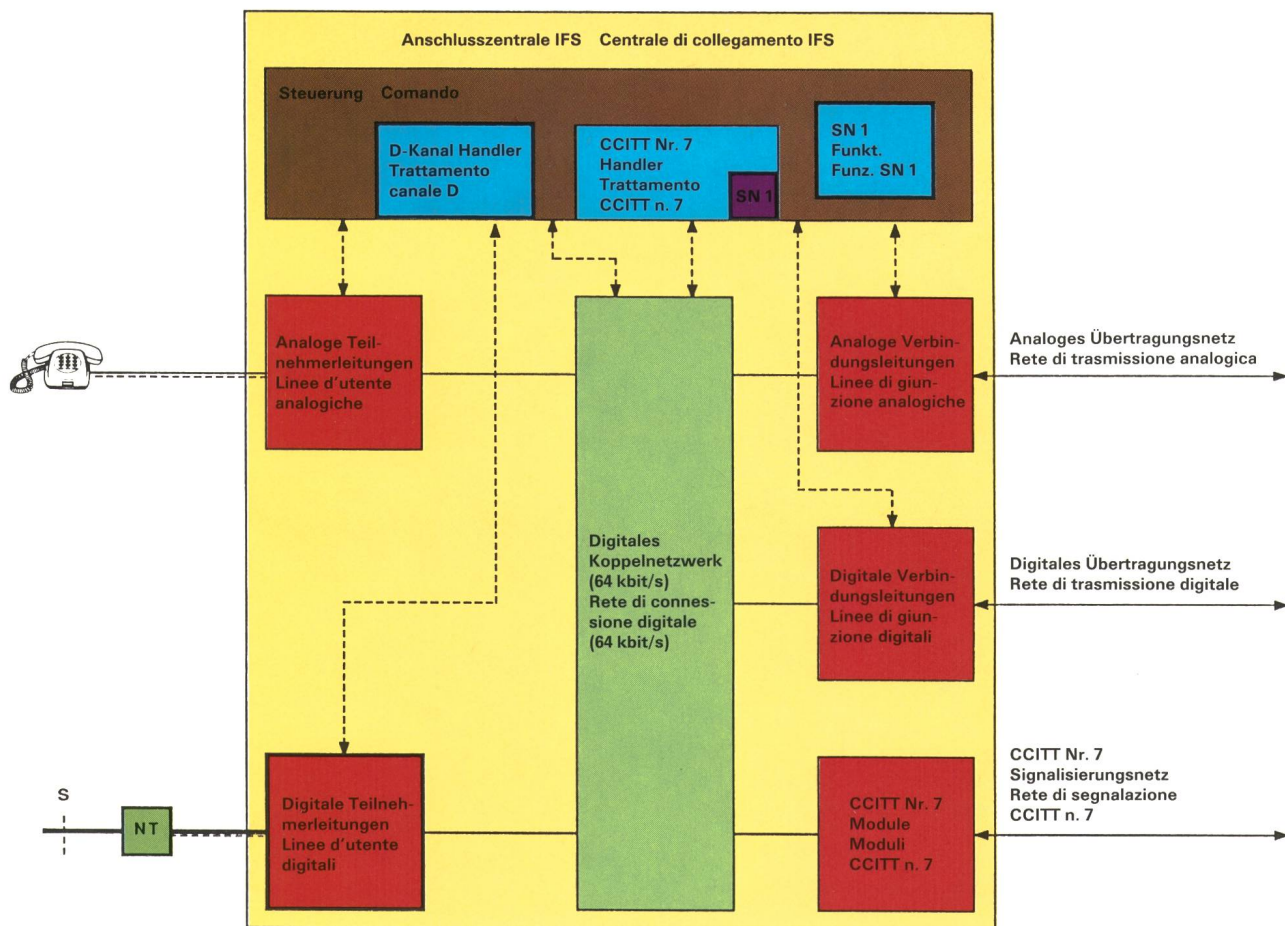 Anschlusszentrale IFS Centrale di collegamento IFS
Steuerung Comando
D-Kanal Handler
Trattamento
canale D
CCITT Nr. 7
Handler
Trattamento
CCITT n. 7
SN 1
SN 1
Funkt.
Funz. SN 1
Analoge Teil-
nehmerleitungen
Linee d'utente
analogiche
Analoge Verbin-
dungsleitungen
Linee di giun-
zione analogiche
Analoges Übertragungsnetz
Rete di trasmissione analogica
Digitales
Koppelnetzwerk
(64 kbit/s)
Rete di connes-
sione digitale
(64 kbit/s)
Digitale Verbin-
dungsleitungen
Linee di giun-
zione digitali
Digitales Übertragungsnetz
Rete di trasmissione digitale
S
NT
Digitale Teilneh-
merleitungen
Linee d'utente
digitali
CCITT Nr. 7
Module
Moduli
CCITT n. 7
CCITT Nr. 7
Signalisierungsnetz
Rete di segnalazione
CCITT n. 7